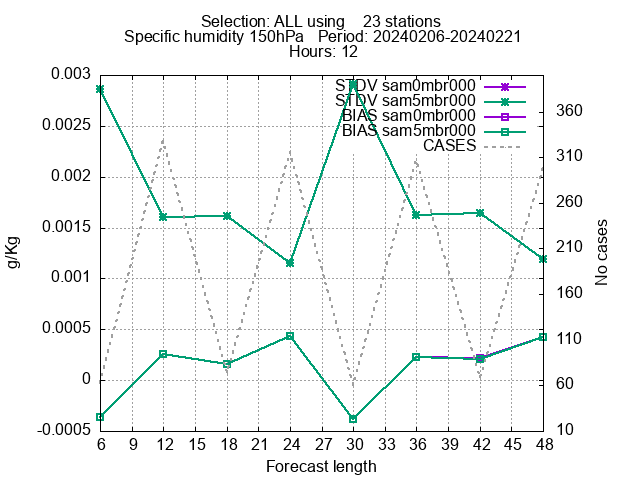 Selection: ALL using    23 stations
Specific humidity 150hPa   Period: 20240206-20240221
Hours: 12
STDV sam0mbr000
STDV sam5mbr000
BIAS sam0mbr000
BIAS sam5mbr000
CASES
0.003
0.0025
0.002
0.0015
0.001
0.0005
0
-0.0005
g/Kg
360
310
260
210
160
110
60
10
No cases
6 9 12 15 18 21 24 27 30 33 36 39 42 45 48
Forecast length